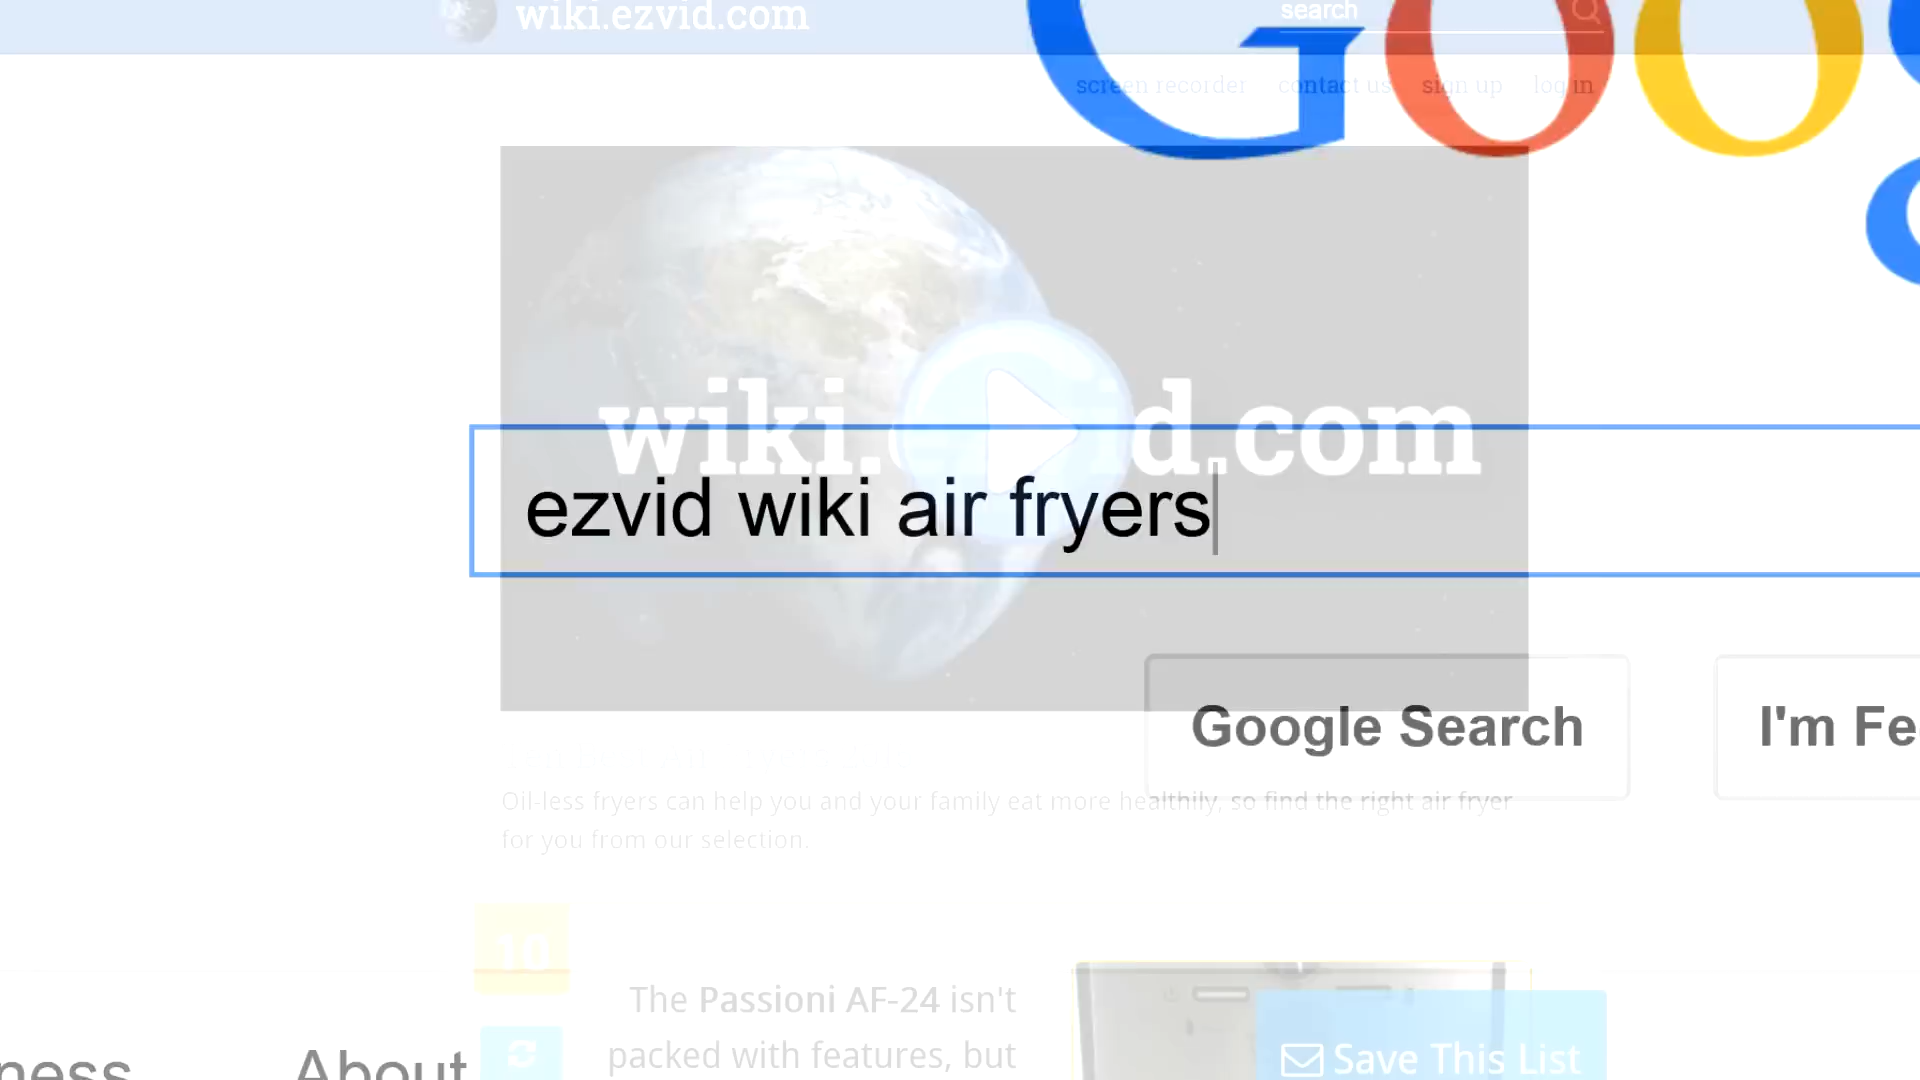 wiki.ezvid.com
search
Goog
screen recorder contact us sign up log in
wiki. d.com
ezvid wiki air fryers
Google Search
I'm Fe
Oil-less fryers can help you and your family eat more healthily, so find the right air fryer
for you from our selection.
10
The Passioni AF-24 isn't
packed with features, but
Save This List
ness
About